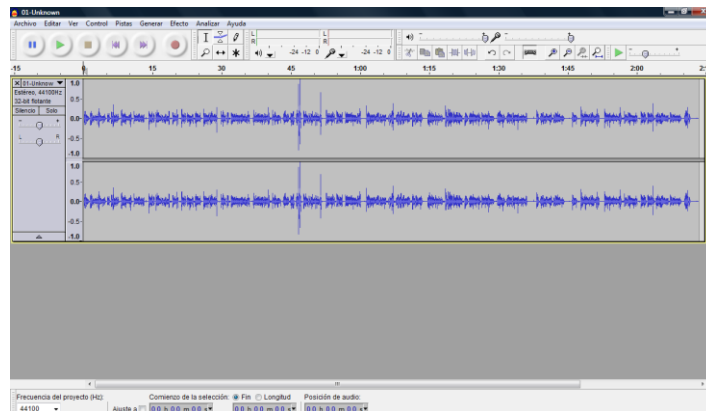 01-Unknown
Archivo Editar Ver Control Pistas Generar Efecto Analizar Ayuda
L
R
-24 -12 0
L
R
-24 -12 0
-15 0 15 30 45 1:00 1:15 1:30 1:45 2:00 2:
01-Unknow
Estéreo, 44100Hz
32-bit flotante
Silencio Solo
- +
L R
1.0
0.5
0.0
-0.5
-1.0
1.0
0.5
0.0
-0.5
-1.0
Frecuencia del proyecto (Hz): Comienzo de la selección: Fin Longitud Posición de audio:
44100 Ajuste a 00 h 00 m 00 s 00 h 00 m 00 s 00 h 00 m 00 s